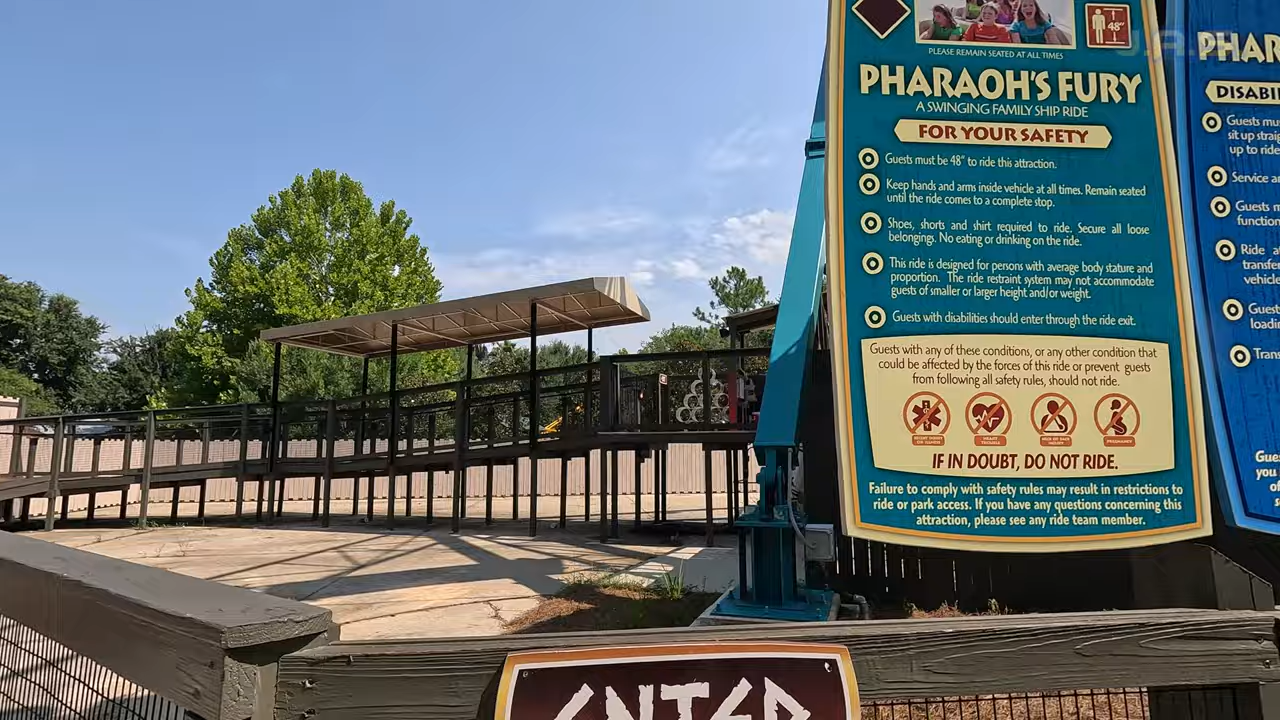 48"
PLEASE REMAIN SEATED AT ALL TIMES
PHARAOH'S FURY
A SWINGING FAMILY SHIP RIDE
FOR YOUR SAFETY
Guests must be 48" to ride this attraction.
Keep hands and arms inside vehicle at all times. Remain seated
until the ride comes to a complete stop.
Shoes, shorts and shirt required to ride. Secure all loose
belongings. No eating or drinking on the ride.
This ride is designed for persons with average body stature and
proportion. The ride restraint system may not accommodate
guests of smaller or larger height and/or weight.
Guests with disabilities should enter through the ride exit.
Guests with any of these conditions, or any other condition that
could be affected by the forces of this ride or prevent guests
from following all safety rules, should not ride.
HEART
TROUBLE
PREGNANCY
IF IN DOUBT, DO NOT RIDE.
Failure to comply with safety rules may result in restrictions to
ride or park access. If you have any questions concerning this
attraction, please see any ride team member.
PHAR
DISABI
Guests mu
sit up straig
up to ride
Service a
Guests m
function
Ride a
transfe
vehicle
Guest
loadi
Tran
Gue
you
of
s
ENTER